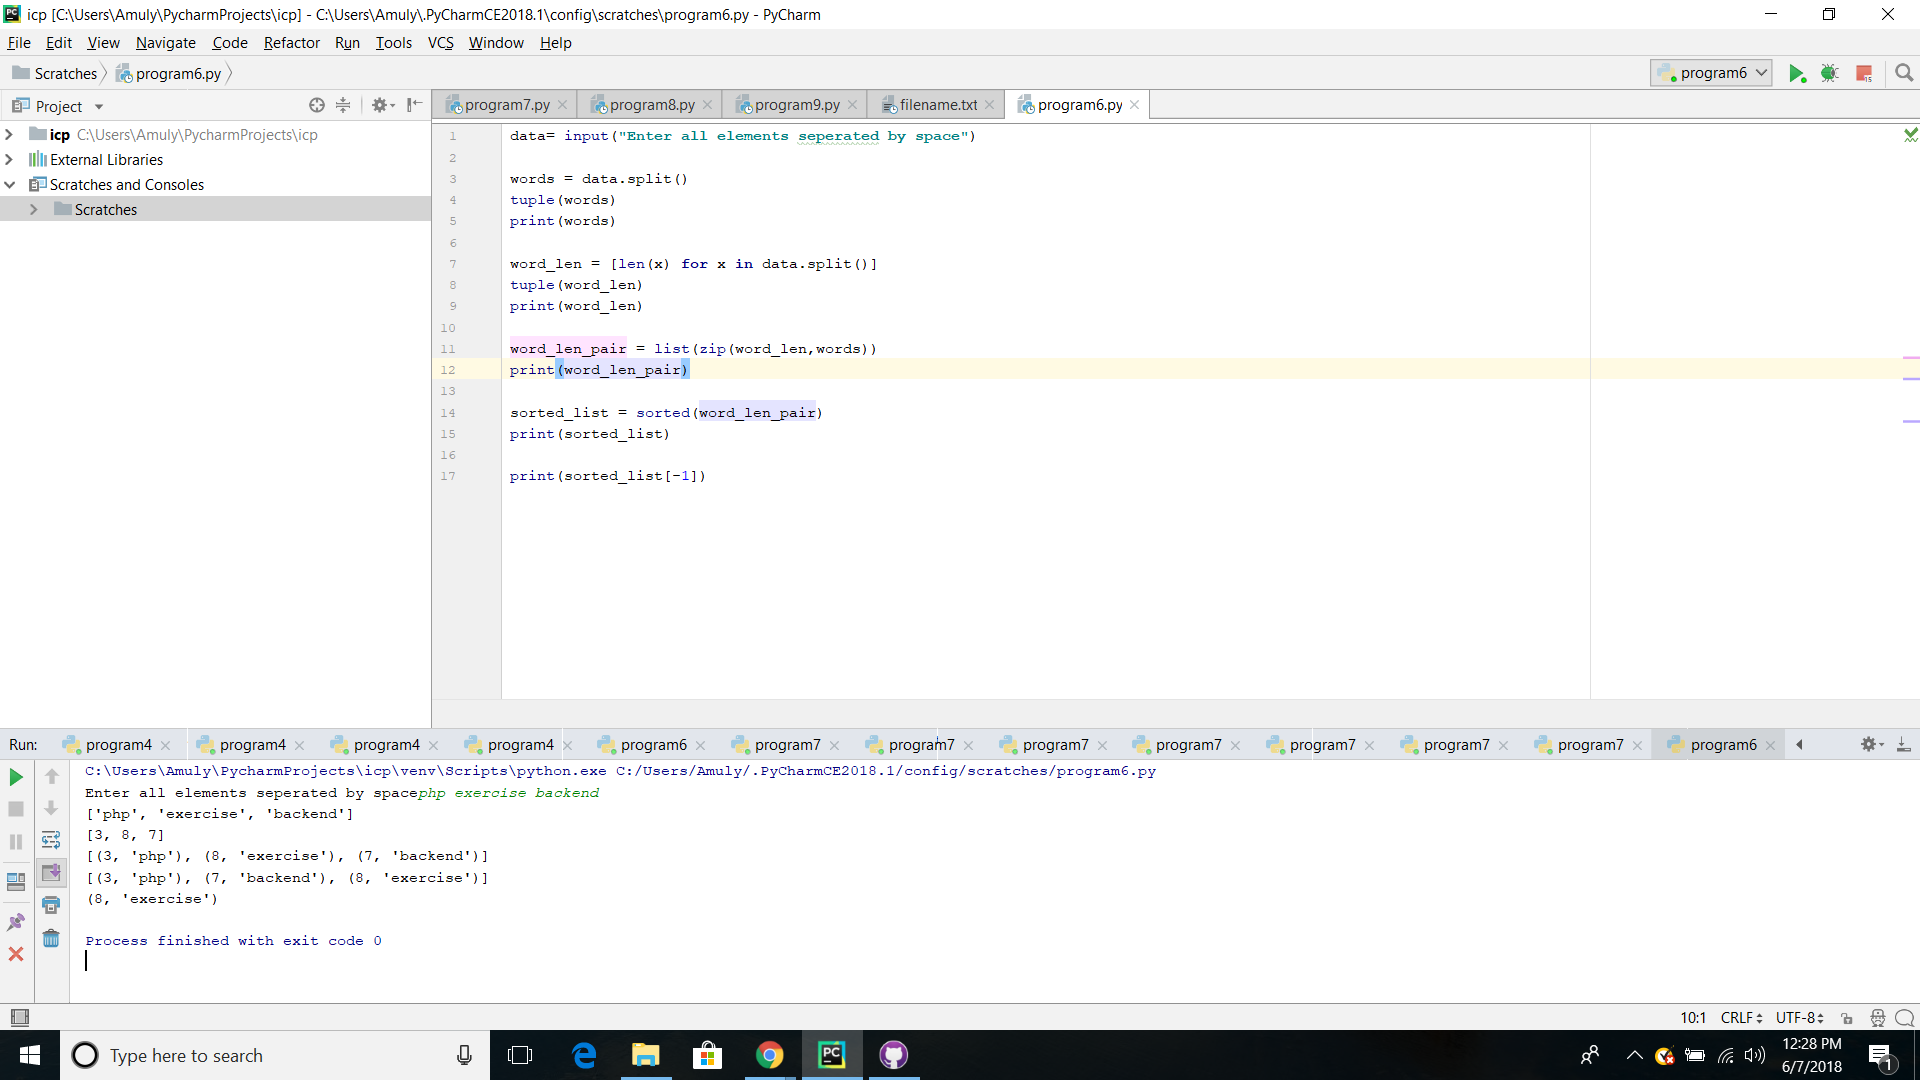 icp [C:\Users\Amuly\PycharmProjects\icp] - C:\Users\Amuly\.PyCharmCE2018.1\config\scratches\program6.py - PyCharm
File Edit View Navigate Code Refactor Run Tools VCS Window Help
Scratches program6.py program6
Project program7.py program8.py program9.py filename.txt program6.py
icp C:\Users\Amuly\PycharmProjects\icp
External Libraries
Scratches and Consoles
Scratches
1 data= input("Enter all elements seperated by space")
2
3 words = data.split()
4 tuple(words)
5 print(words)
6
7 word_len = [len(x) for x in data.split()]
8 tuple(word_len)
9 print(word_len)
10
11 word_len_pair = list(zip(word_len,words))
12 print(word_len_pair)
13
14 sorted_list = sorted(word_len_pair)
15 print(sorted_list)
16
17 print(sorted_list[-1])
Run: program4 program4 program4 program4 program6 program7 program7 program7 program7 program7 program7 program7 program6
C:\Users\Amuly\PycharmProjects\icp\venv\Scripts\python.exe C:/Users/Amuly/.PyCharmCE2018.1/config/scratches/program6.py
Enter all elements seperated by spacephp exercise backend
['php', 'exercise', 'backend']
[3, 8, 7]
[(3, 'php'), (8, 'exercise'), (7, 'backend')]
[(3, 'php'), (7, 'backend'), (8, 'exercise')]
(8, 'exercise')
Process finished with exit code 0
10:1 CRLF UTF-8
Type here to search
12:28 PM
6/7/2018
1